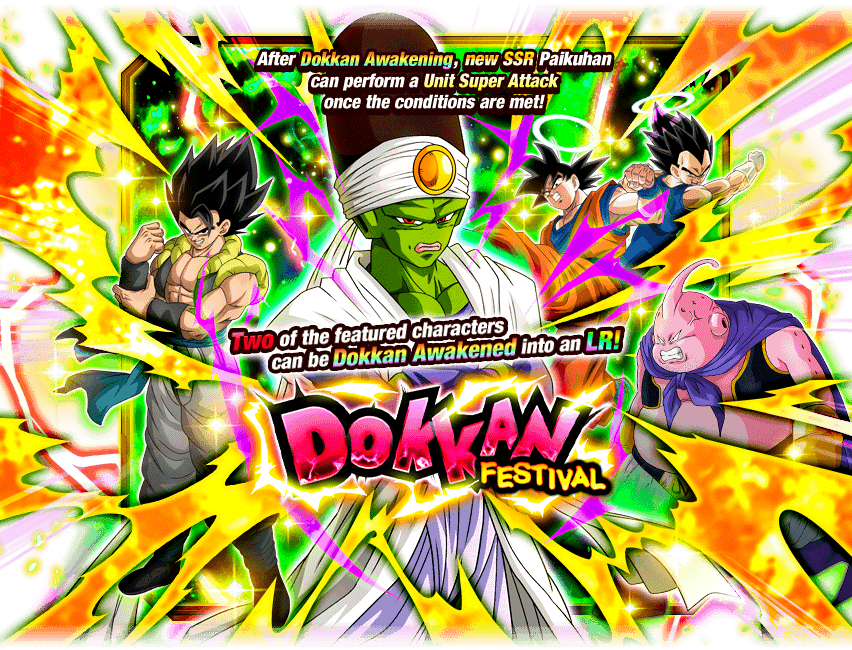 After Dokkan Awakening, new SSR Paikuhan
can perform a Unit Super Attack
once the conditions are met!
Two of the featured characters
can be Dokkan Awakened into an LR!
DOKKAN
FESTIVAL